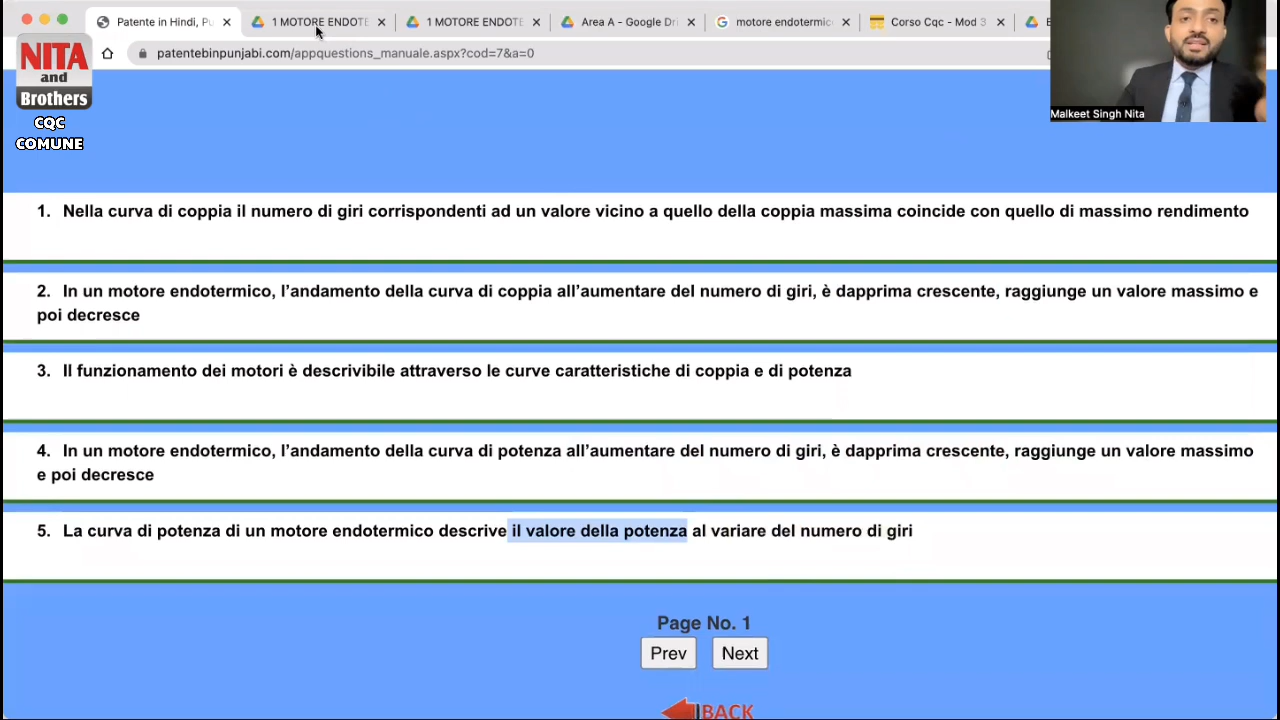 Patente in Hindi, Pu
1 MOTORE ENDOTE
1 MOTORE ENDOTE
Area A - Google Dri
motore endotermic
Corso Cqc - Mod 3
patentebinpunjabi.com/appquestions_manuale.aspx?cod=7&a=0
NITA
and
Brothers
CQC
COMUNE
Malkeet Singh Nita
1. Nella curva di coppia il numero di giri corrispondenti ad un valore vicino a quello della coppia massima coincide con quello di massimo rendimento
2. In un motore endotermico, l’andamento della curva di coppia all’aumentare del numero di giri, è dapprima crescente, raggiunge un valore massimo e
poi decresce
3. Il funzionamento dei motori è descrivibile attraverso le curve caratteristiche di coppia e di potenza
4. In un motore endotermico, l’andamento della curva di potenza all’aumentare del numero di giri, è dapprima crescente, raggiunge un valore massimo
e poi decresce
5. La curva di potenza di un motore endotermico descrive il valore della potenza al variare del numero di giri
Page No. 1
Prev
Next
BACK